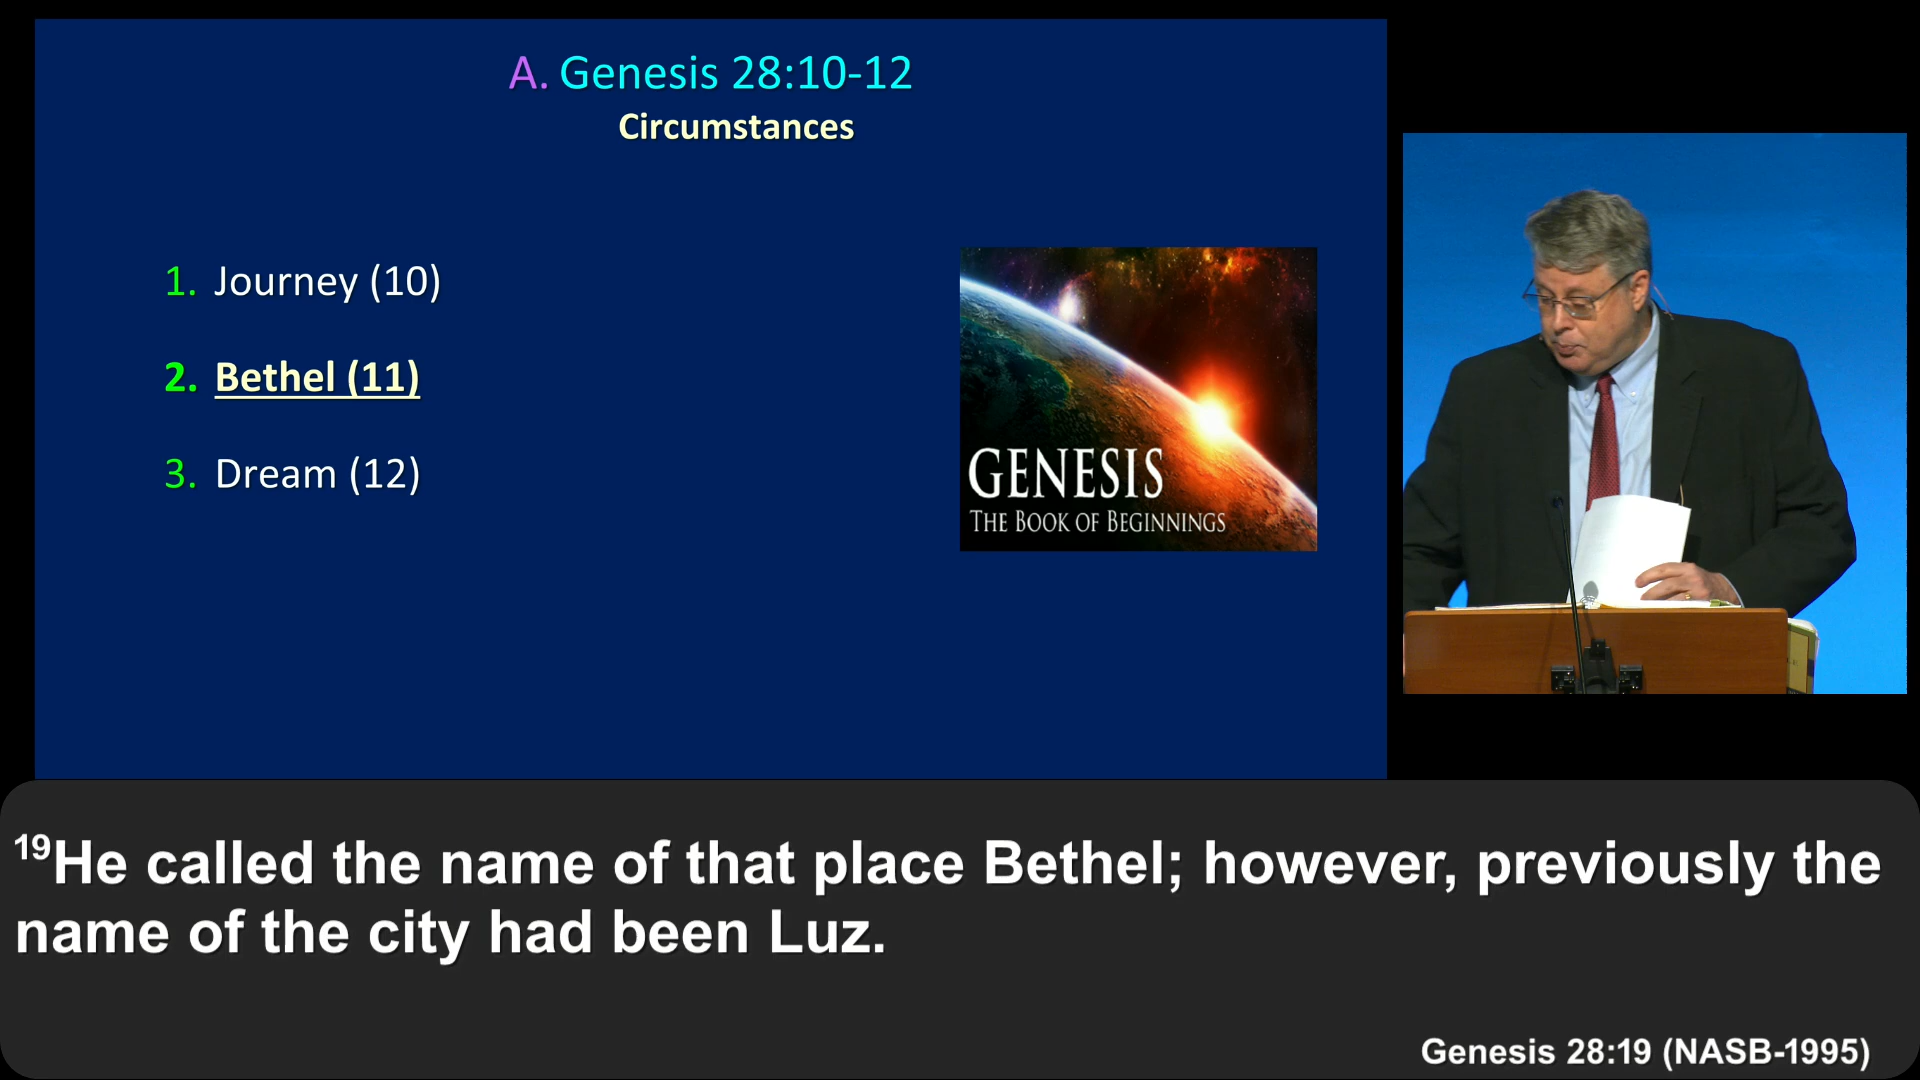 A. Genesis 28:10-12
Circumstances
1. Journey (10)
2. Bethel (11)
3. Dream (12)
GENESIS
THE BOOK OF BEGINNINGS
19He called the name of that place Bethel; however, previously the
name of the city had been Luz.
Genesis 28:19 (NASB-1995)